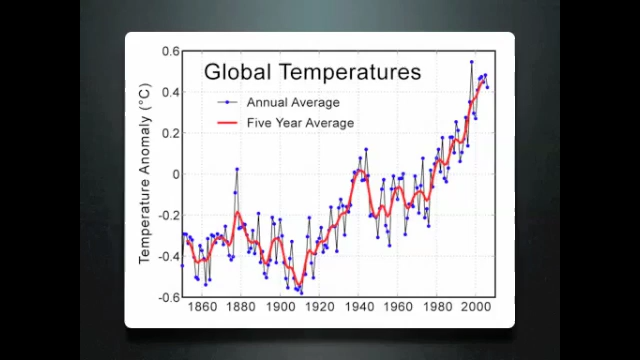 Global Temperatures
Annual Average
Five Year Average
Temperature Anomaly (°C)
0.6
0.4
0.2
0
-0.2
-0.4
-0.6
1860 1880 1900 1920 1940 1960 1980 2000